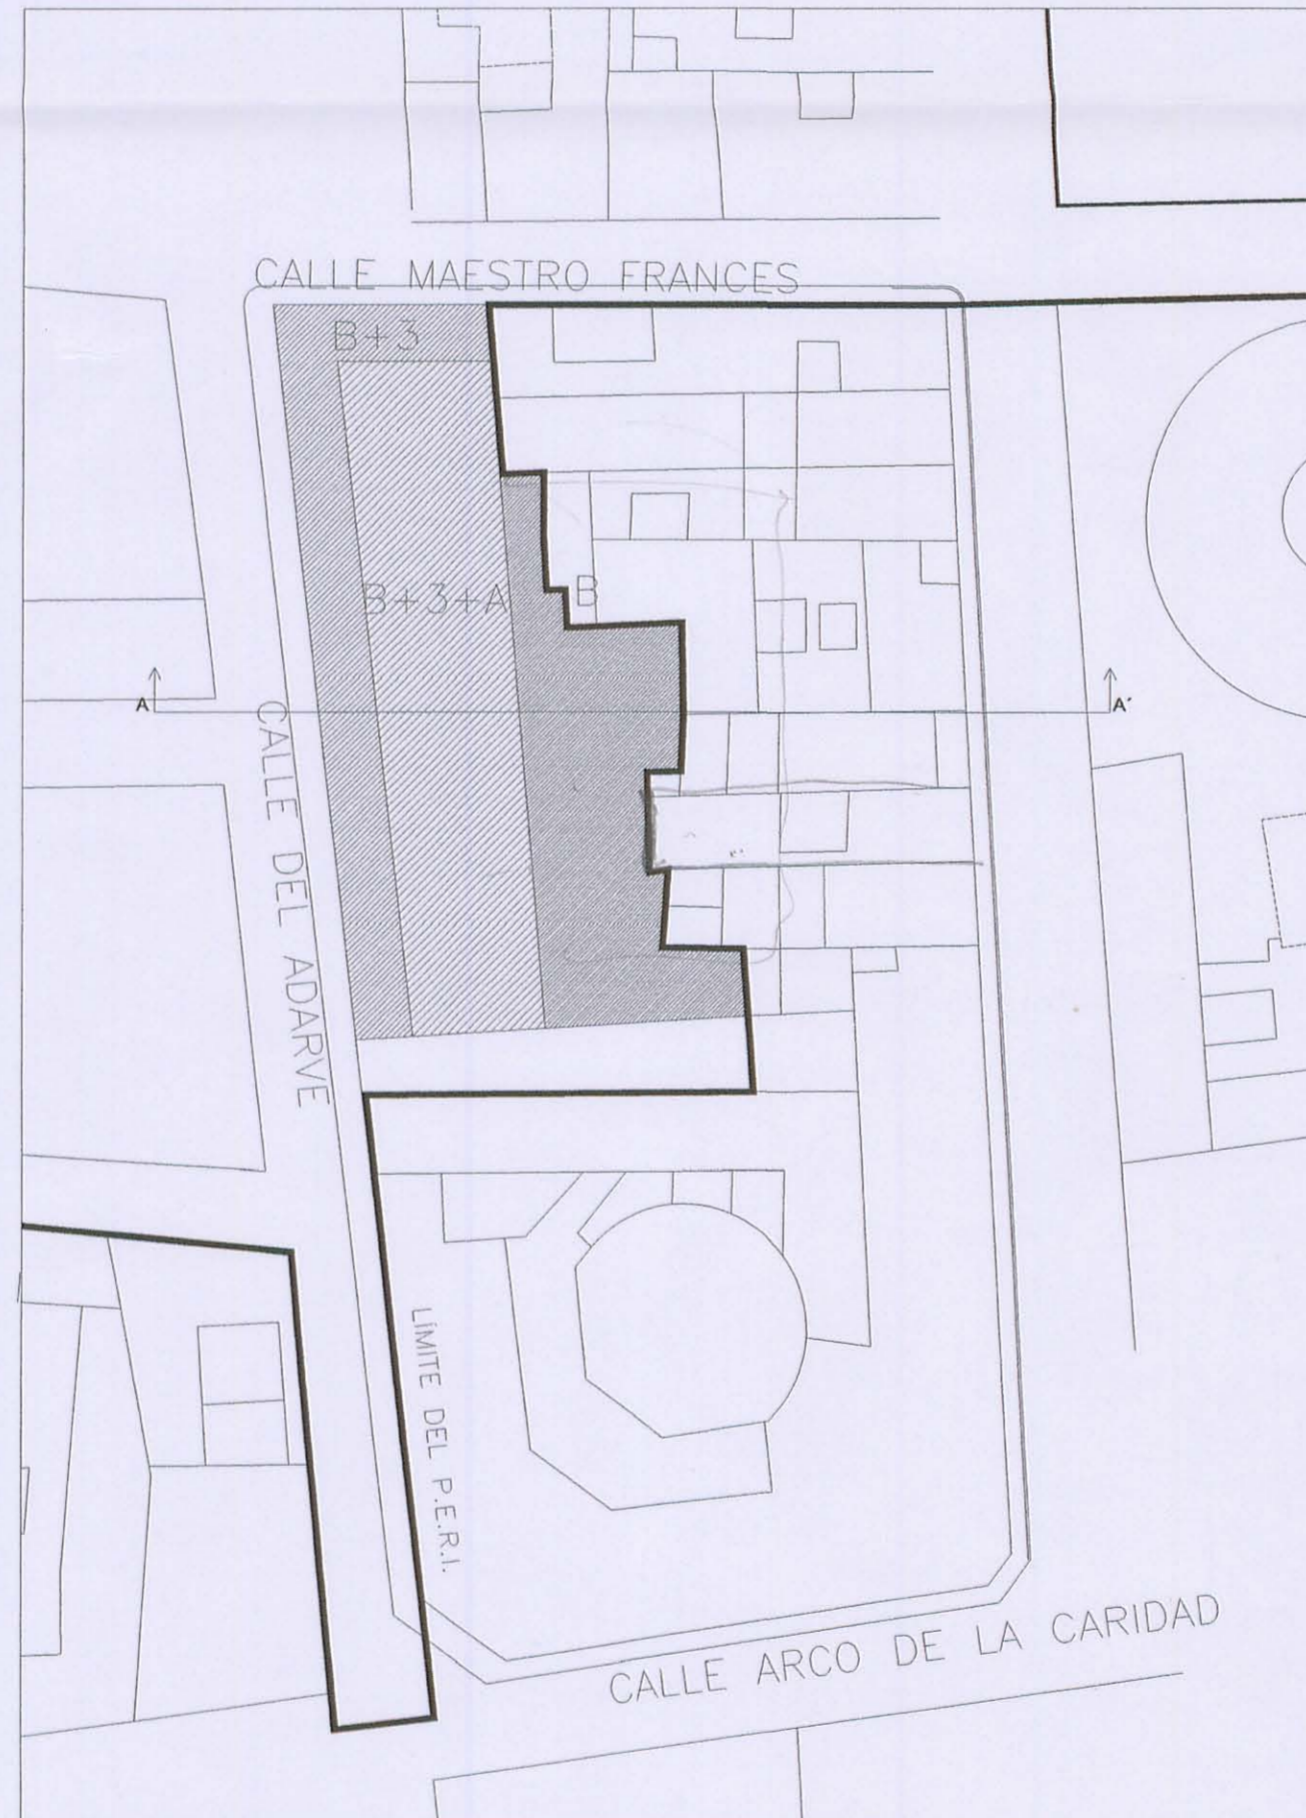 CALLE MAESTRO FRANCES
B+3
B+3+A
B
A
A´
CALLE DEL ADARVE
LÍMITE DEL P.E.R.I.
CALLE ARCO DE LA CARIDAD